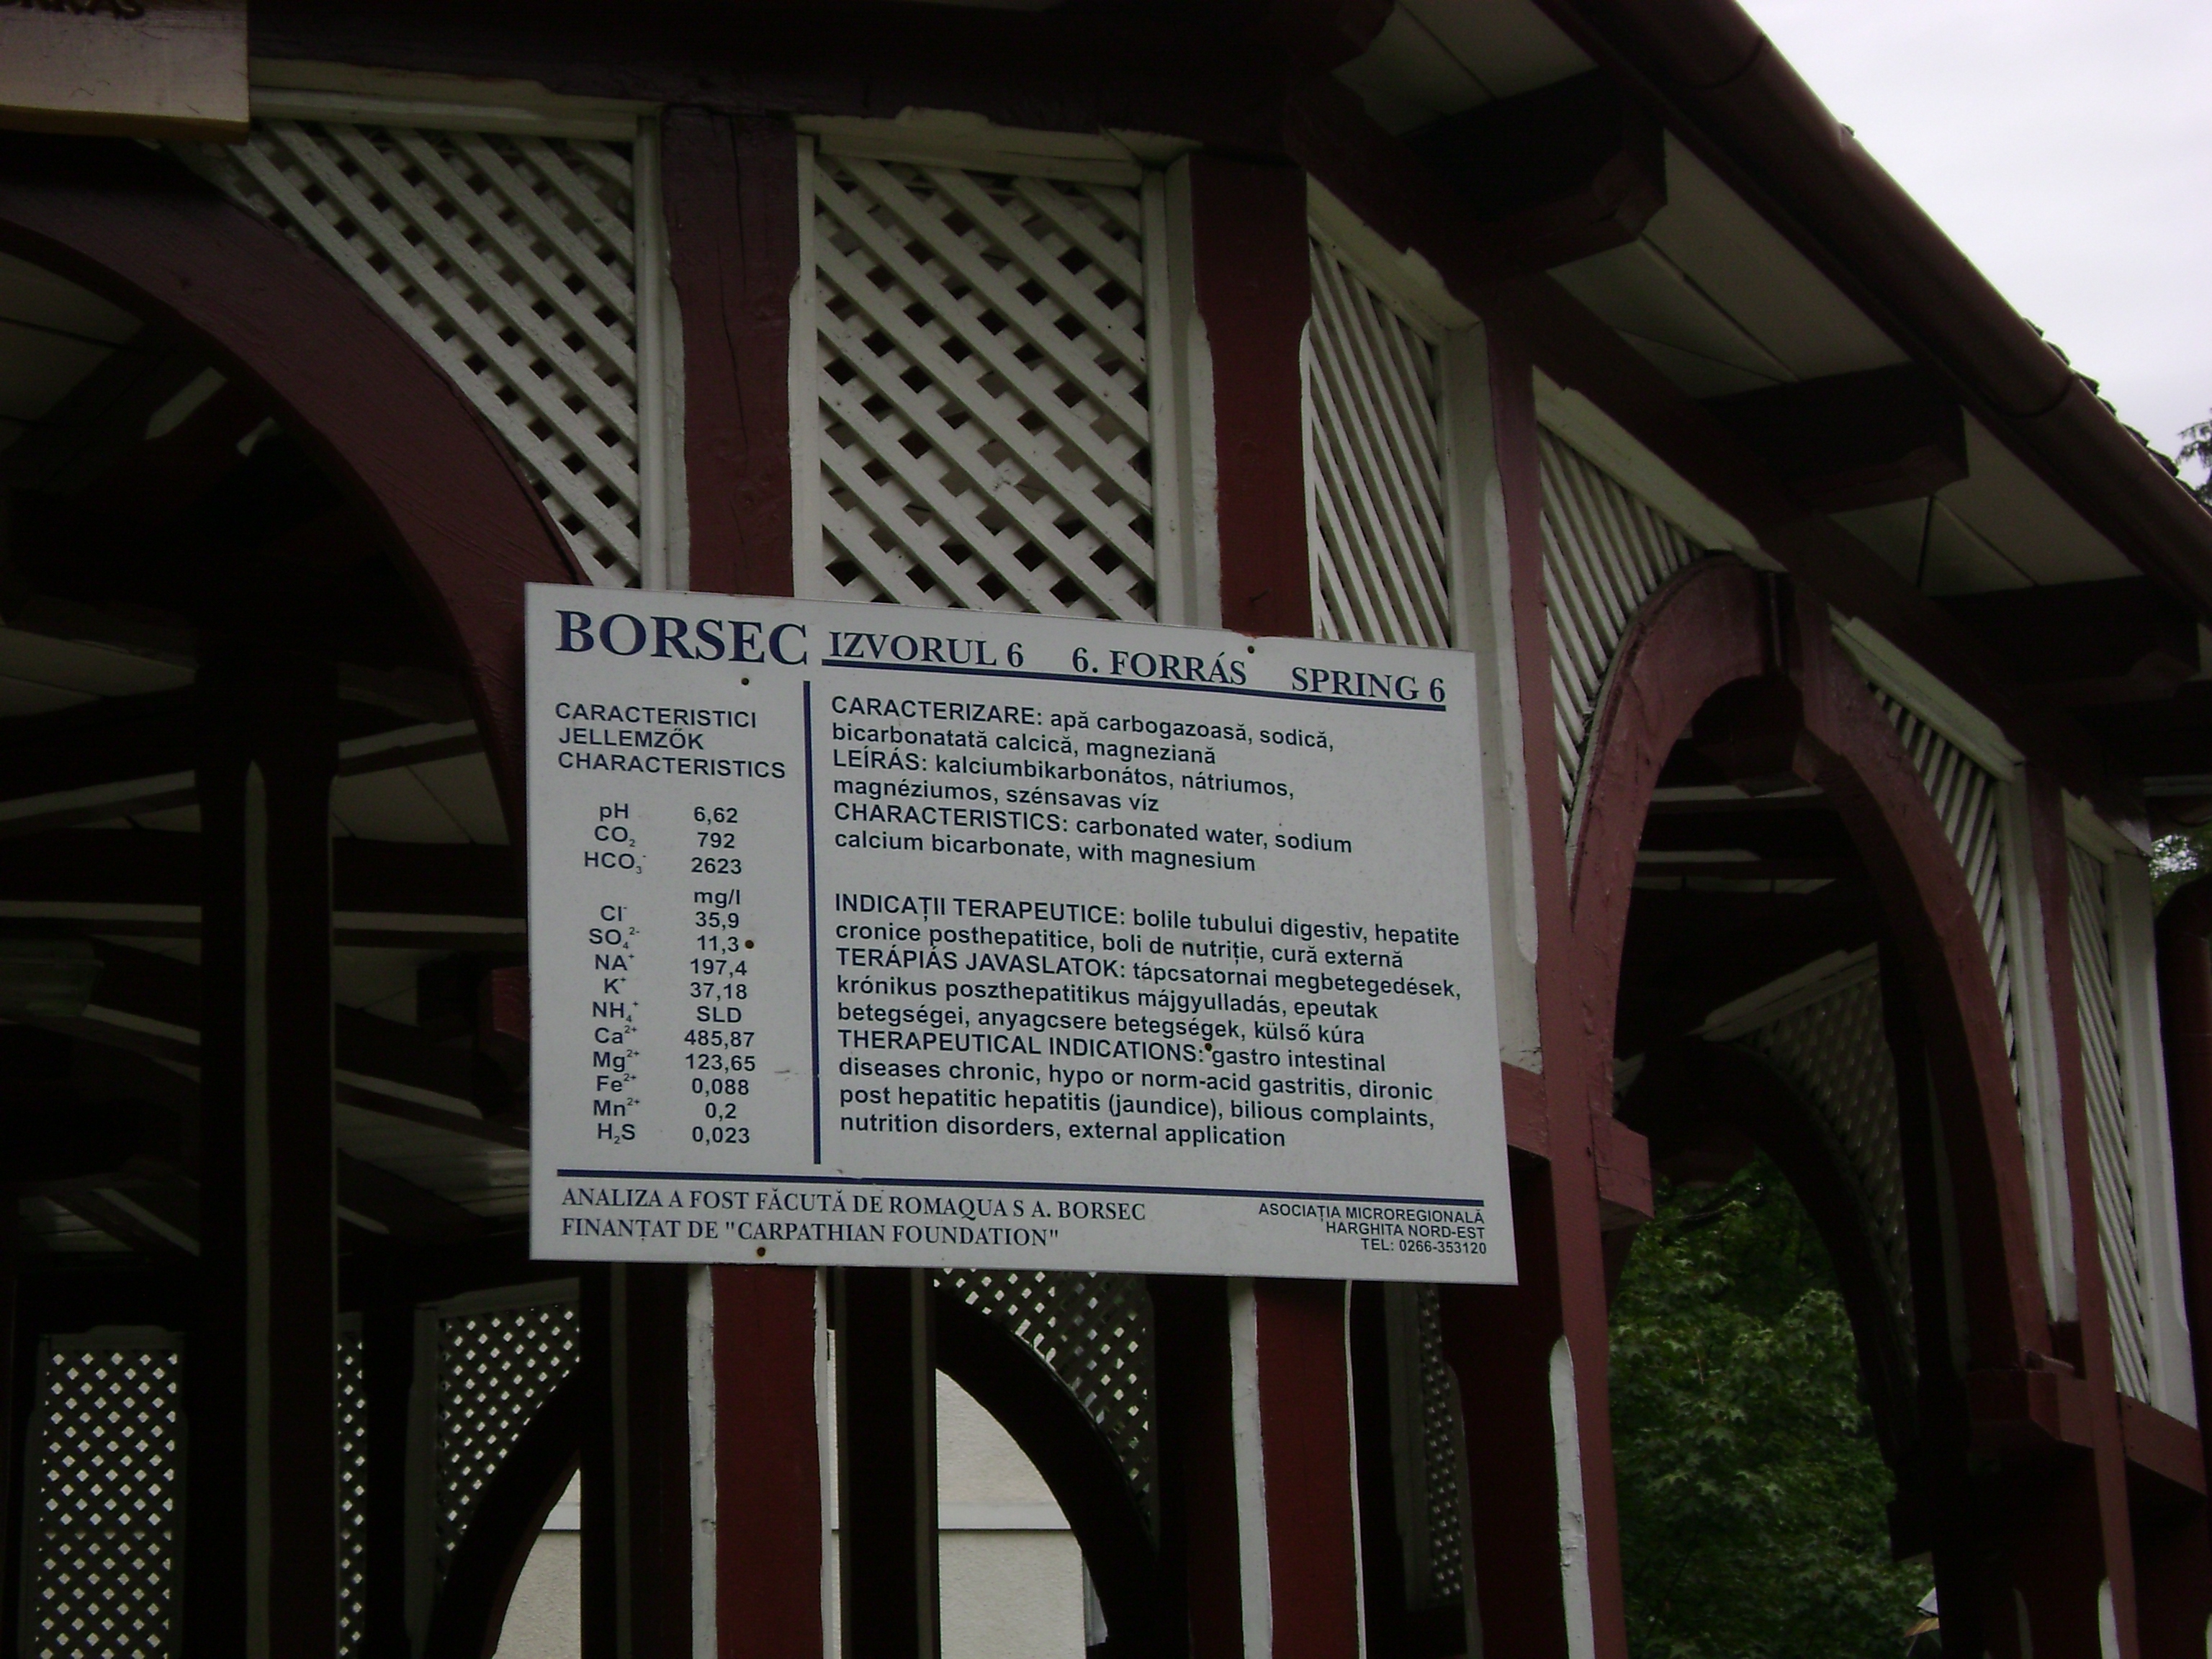 BORSEC IZVORUL 6 6. FORRÁS SPRING 6
CARACTERISTICI
JELLEMZŐK
CHARACTERISTICS
pH 6,62
CO₂ 792
HCO₃⁻ 2623
mg/l
Cl⁻ 35,9
SO₄²⁻ 11,3
NA⁺ 197,4
K⁺ 37,18
NH₄⁺ SLD
Ca²⁺ 485,87
Mg²⁺ 123,65
Fe²⁺ 0,088
Mn²⁺ 0,2
H₂S 0,023
CARACTERIZARE: apă carbogazoasă, sodică,
bicarbonatată calcică, magneziană
LEÍRÁS: kalciumbikarbonátos, nátriumos,
magnéziumos, szénsavas víz
CHARACTERISTICS: carbonated water, sodium
calcium bicarbonate, with magnesium
INDICAȚII TERAPEUTICE: bolile tubului digestiv, hepatite
cronice posthepatitice, boli de nutriție, cură externă
TERÁPIÁS JAVASLATOK: tápcsatornai megbetegedések,
krónikus poszthepatitikus májgyulladás, epeutak
betegségei, anyagcsere betegségek, külső kúra
THERAPEUTICAL INDICATIONS: gastro intestinal
diseases chronic, hypo or norm-acid gastritis, dironic
post hepatitic hepatitis (jaundice), bilious complaints,
nutrition disorders, external application
ANALIZA A FOST FĂCUTĂ DE ROMAQUA S A. BORSEC
FINANȚAT DE "CARPATHIAN FOUNDATION"
ASOCIAȚIA MICROREGIONALĂ
HARGHITA NORD-EST
TEL: 0266-353120